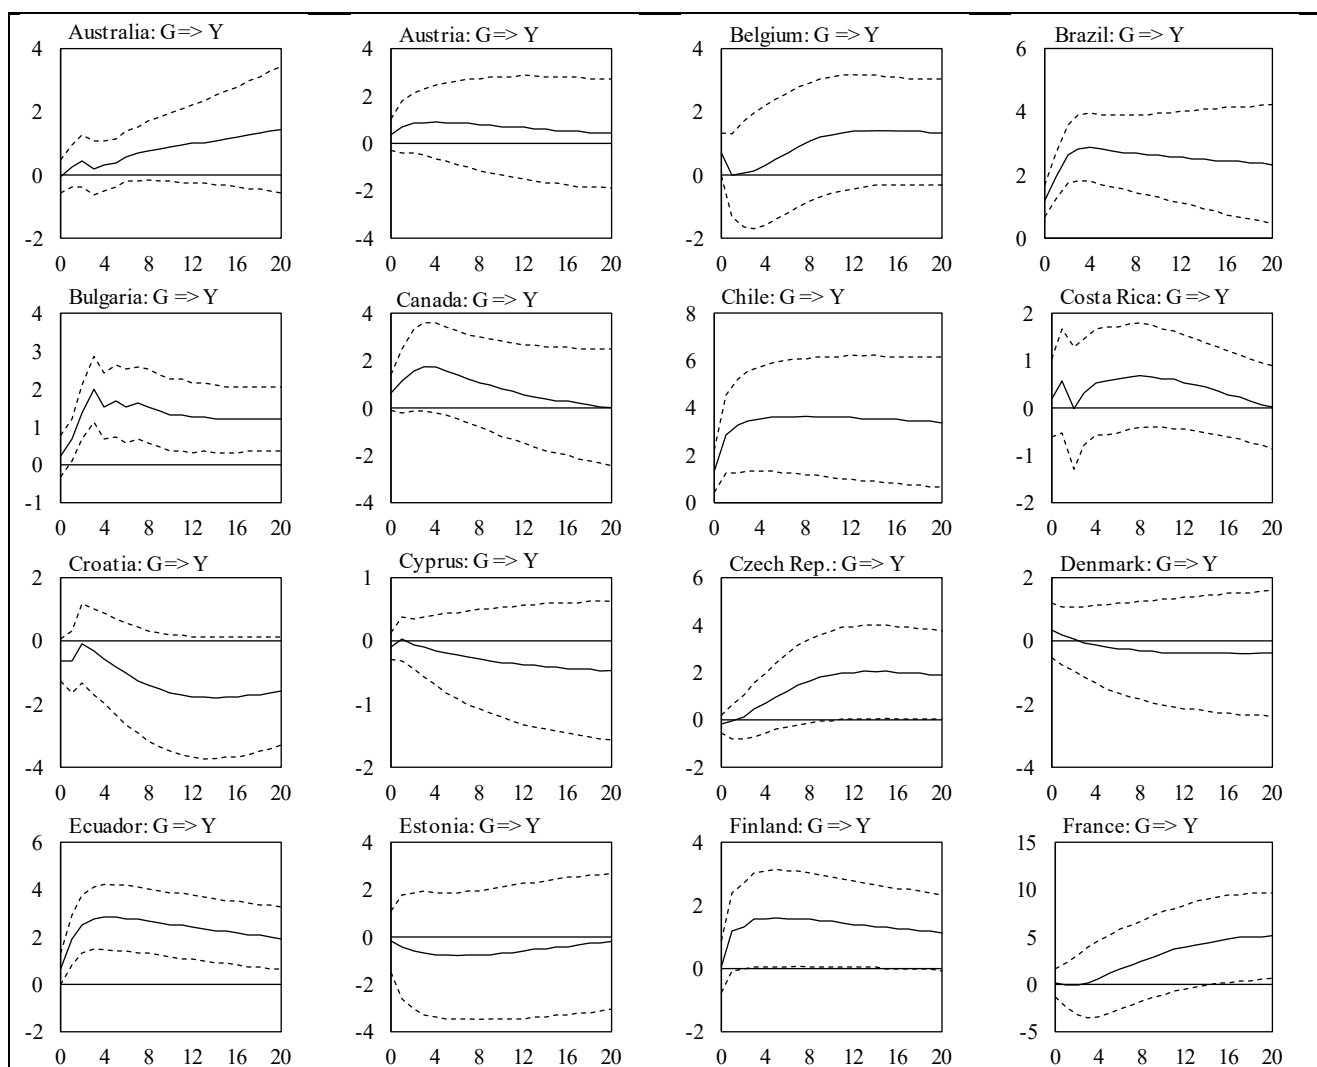 Australia: G=> Y
4
2
0
-2
0 4 8 12 16 20
Austria: G=> Y
4
2
0
-2
-4
0 4 8 12 16 20
Belgium: G=> Y
4
2
0
-2
0 4 8 12 16 20
Brazil: G=> Y
6
4
2
0
0 4 8 12 16 20
Bulgaria: G=> Y
4
3
2
1
0
-1
0 4 8 12 16 20
Canada: G=> Y
4
2
0
-2
-4
0 4 8 12 16 20
Chile: G=> Y
8
6
4
2
0
0 4 8 12 16 20
Costa Rica: G=> Y
2
1
0
-1
-2
0 4 8 12 16 20
Croatia: G=> Y
2
0
-2
-4
0 4 8 12 16 20
Cyprus: G=> Y
1
0
-1
-2
0 4 8 12 16 20
Czech Rep.: G=> Y
6
4
2
0
-2
0 4 8 12 16 20
Denmark: G=> Y
2
0
-2
-4
0 4 8 12 16 20
Ecuador: G=> Y
6
4
2
0
-2
0 4 8 12 16 20
Estonia: G=> Y
4
2
0
-2
-4
0 4 8 12 16 20
Finland: G=> Y
4
2
0
-2
0 4 8 12 16 20
France: G=> Y
15
10
5
0
-5
0 4 8 12 16 20